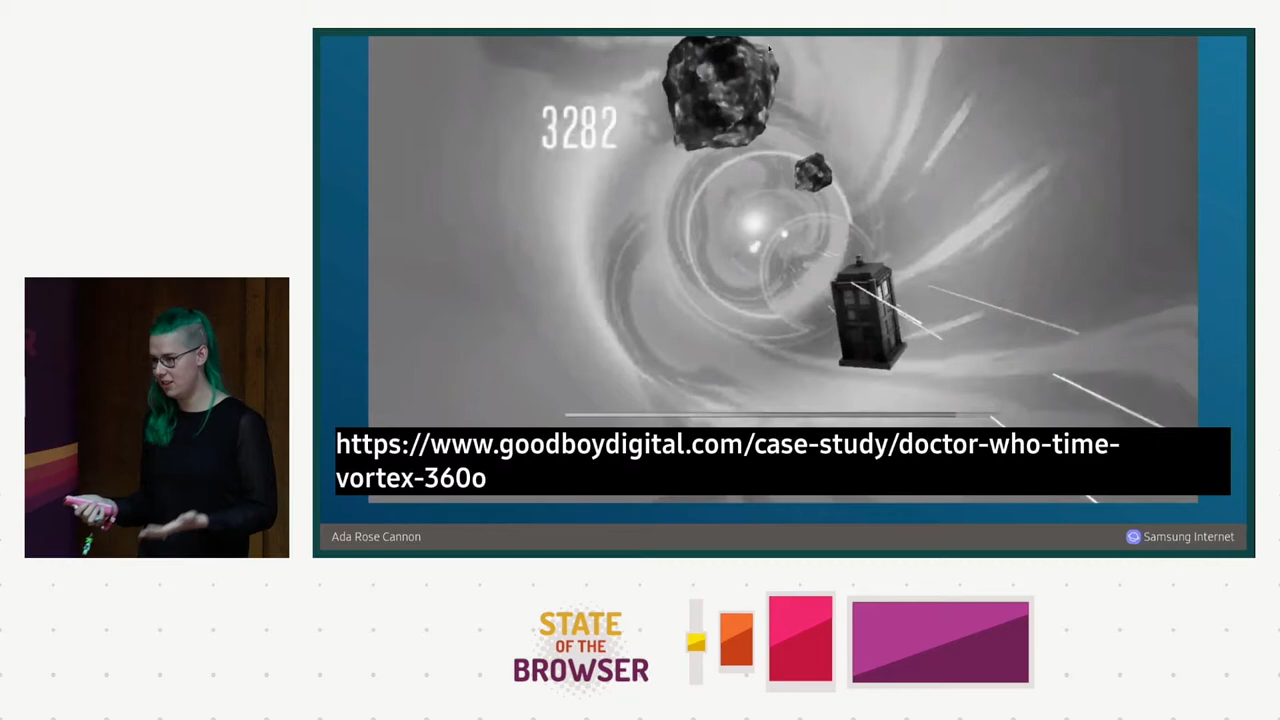 3282
https://www.goodboydigital.com/case-study/doctor-who-time-
vortex-360o
Ada Rose Cannon
Samsung Internet
STATE
OF THE
BROWSER